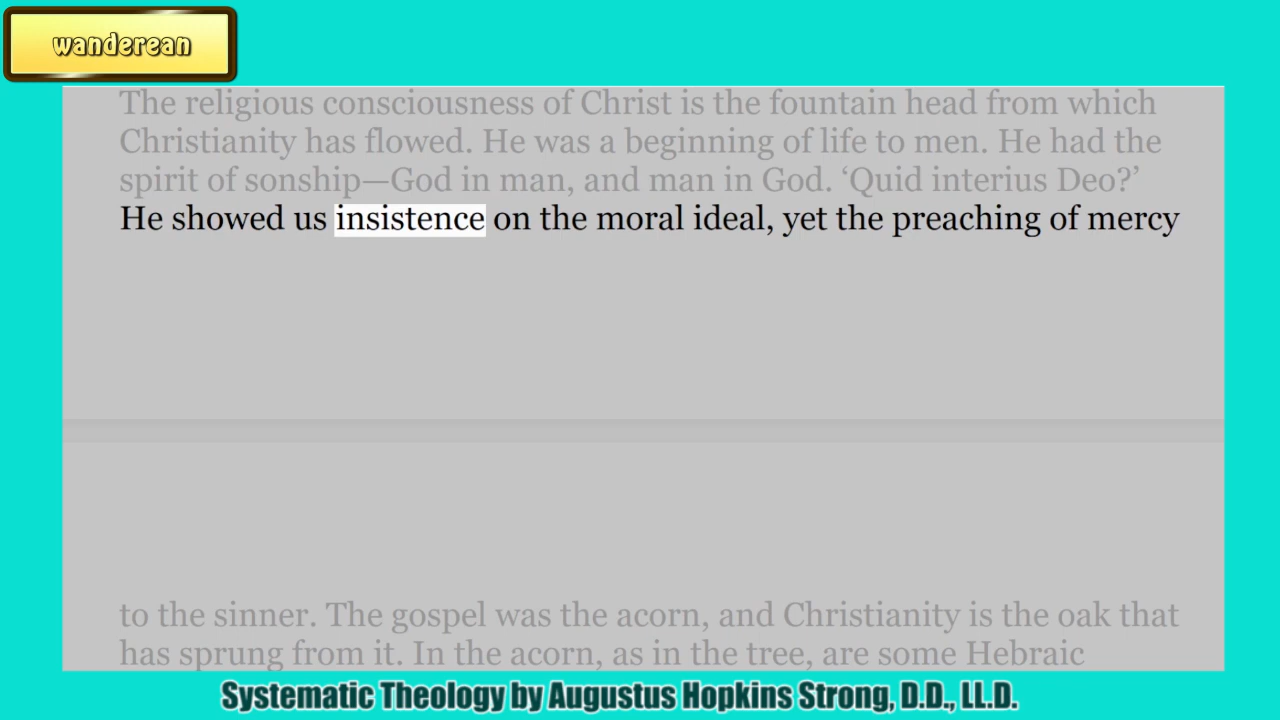 wanderean
The religious consciousness of Christ is the fountain head from which
Christianity has flowed. He was a beginning of life to men. He had the
spirit of sonship—God in man, and man in God. ‘Quid interius Deo?’
He showed us insistence on the moral ideal, yet the preaching of mercy
to the sinner. The gospel was the acorn, and Christianity is the oak that
has sprung from it. In the acorn, as in the tree, are some Hebraic
Systematic Theology by Augustus Hopkins Strong, D.D., LL.D.